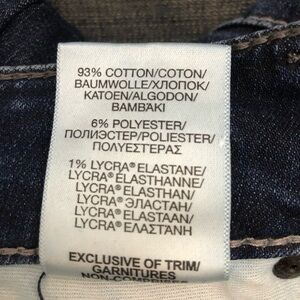 93% COTTON/COTON/
BAUMWOLLE/ХЛОПОК/
KATOEN/ALGODON/
ΒΑΜΒΑΚΙ
6% POLYESTER/
ПОЛИЭСТЕР/POLIESTER/
ΠΟΛΥΕΣΤΕΡΑΣ
1% LYCRA® ELASTANE/
LYCRA® ELASTHANNE/
LYCRA® ELASTHAN/
LYCRA® ЭЛАСТАН/
LYCRA® ELASTAAN/
LYCRA® ΕΛΑΣΤΑΝΗ
EXCLUSIVE OF TRIM/
GARNITURES